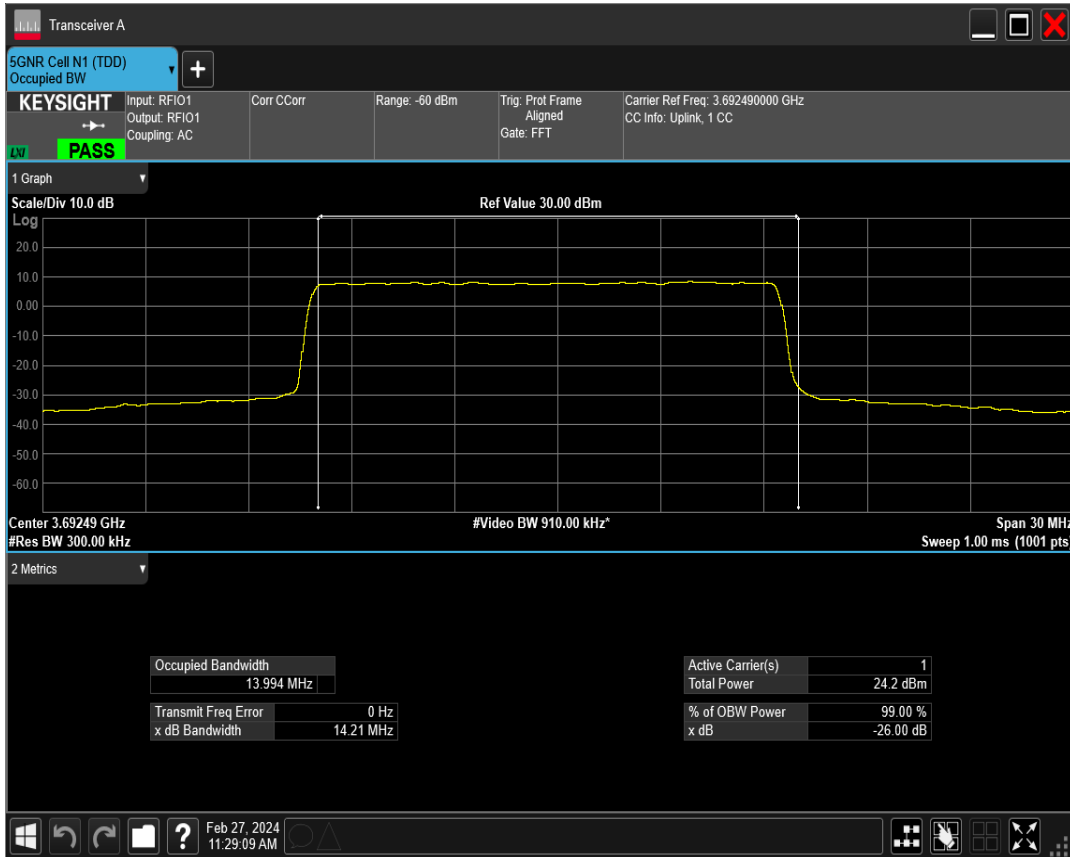 Transceiver A
5GNR Cell N1 (TDD)
Occupied BW
+
KEYSIGHT
LXI
PASS
Input: RFIO1
Output: RFIO1
Coupling: AC
Corr CCorr
Range: -60 dBm
Trig: Prot Frame
Aligned
Gate: FFT
Carrier Ref Freq: 3.692490000 GHz
CC Info: Uplink, 1 CC
1 Graph
Scale/Div 10.0 dB
Ref Value 30.00 dBm
Log
20.0
10.0
0.00
-10.0
-20.0
-30.0
-40.0
-50.0
-60.0
Center 3.69249 GHz
#Video BW 910.00 kHz*
Span 30 MHz
#Res BW 300.00 kHz
Sweep 1.00 ms (1001 pts)
2 Metrics
Occupied Bandwidth
13.994 MHz
Transmit Freq Error 0 Hz
x dB Bandwidth 14.21 MHz
Active Carrier(s) 1
Total Power 24.2 dBm
% of OBW Power 99.00 %
x dB -26.00 dB
?
Feb 27, 2024
11:29:09 AM